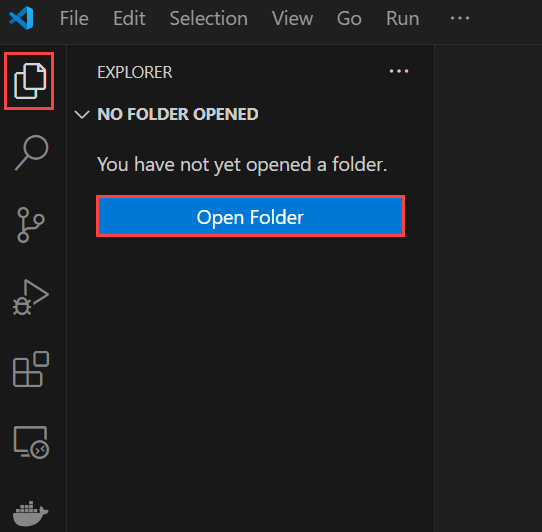 File Edit Selection View Go Run ···
EXPLORER ···
NO FOLDER OPENED
You have not yet opened a folder.
Open Folder